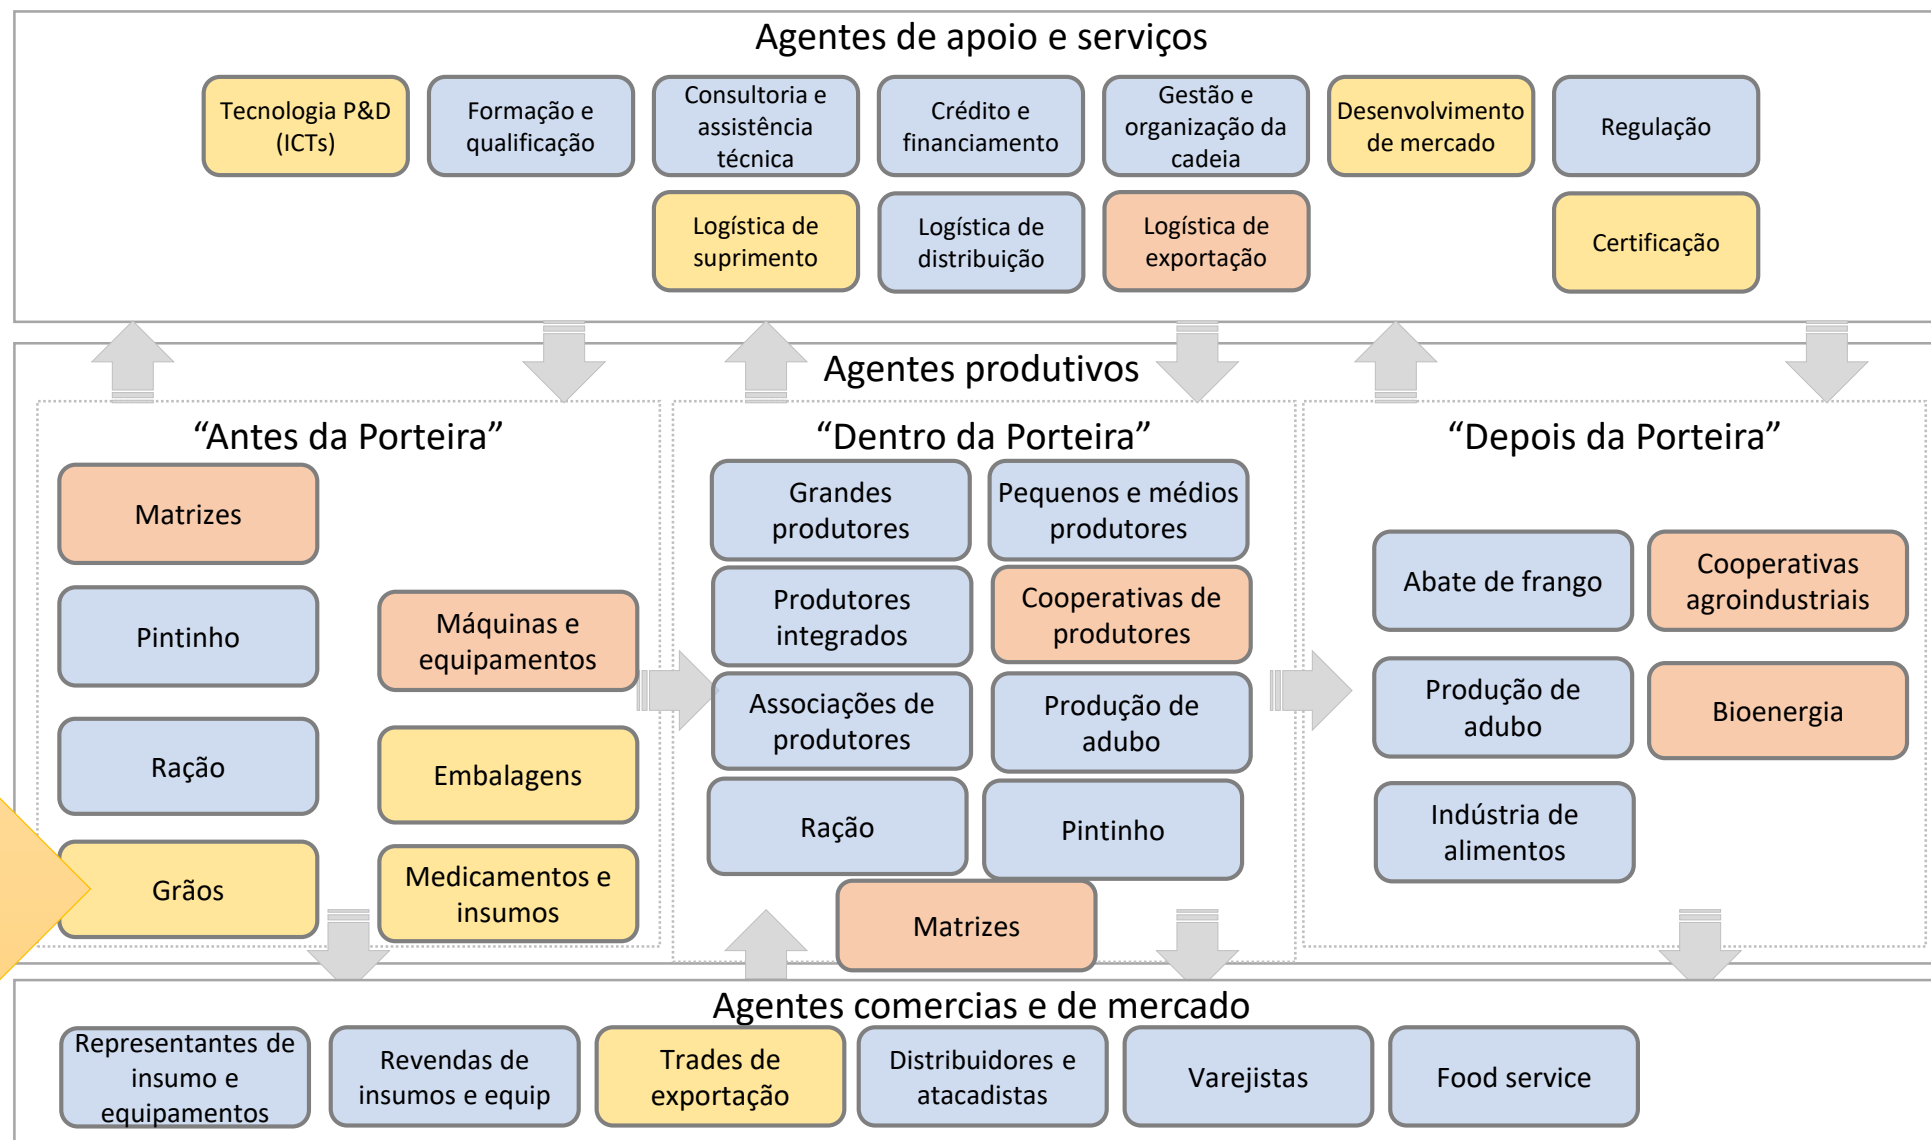 Agentes de apoio e serviços
Tecnologia P&D
(ICTs)
Formação e
qualificação
Consultoria e
assistência
técnica
Crédito e
financiamento
Gestão e
organização da
cadeia
Desenvolvimento
de mercado
Regulação
Logística de
suprimento
Logística de
distribuição
Logística de
exportação
Certificação
Agentes produtivos
“Antes da Porteira”
Matrizes
Pintinho
Ração
Grãos
Máquinas e
equipamentos
Embalagens
Medicamentos e
insumos
“Dentro da Porteira”
Grandes
produtores
Pequenos e médios
produtores
Produtores
integrados
Cooperativas de
produtores
Associações de
produtores
Produção de
adubo
Ração
Pintinho
Matrizes
“Depois da Porteira”
Abate de frango
Cooperativas
agroindustriais
Produção de
adubo
Bioenergia
Indústria de
alimentos
Agentes comercias e de mercado
Representantes de
insumo e
equipamentos
Revendas de
insumos e equip
Trades de
exportação
Distribuidores e
atacadistas
Varejistas
Food service